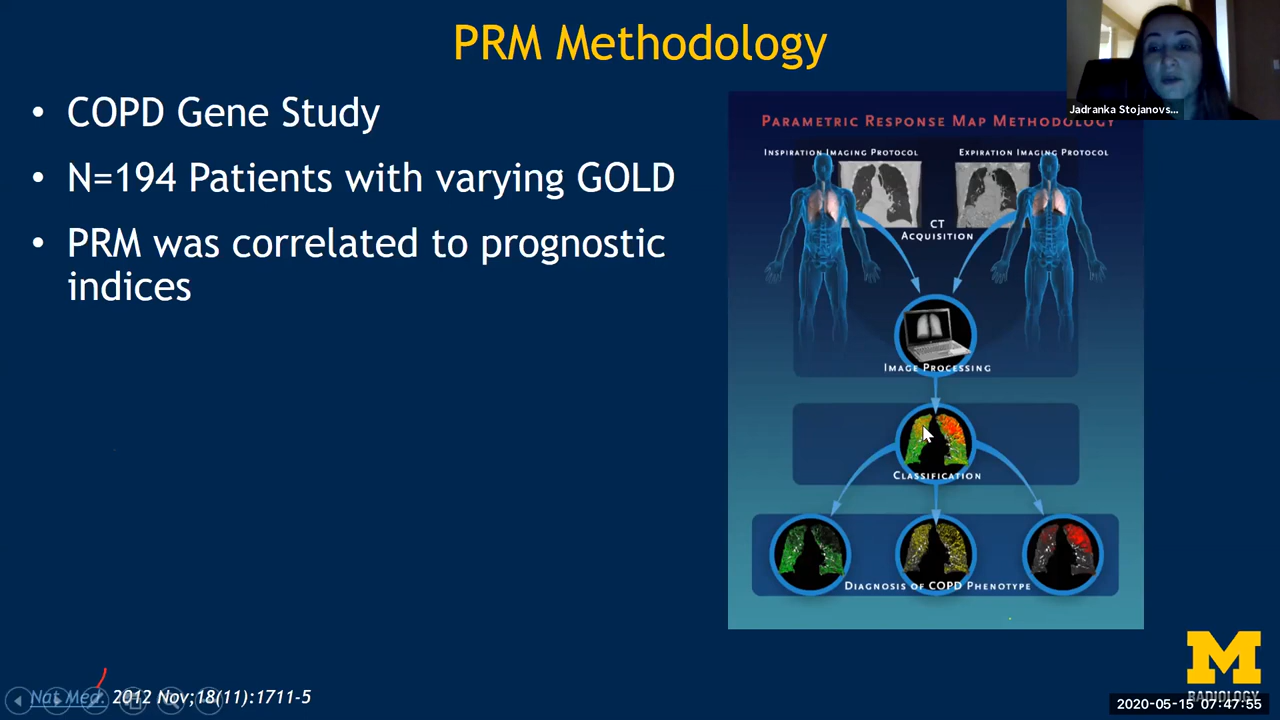 PRM Methodology
• COPD Gene Study
• N=194 Patients with varying GOLD
• PRM was correlated to prognostic
indices
Jadranka Stojanovs...
PARAMETRIC RESPONSE MAP METHODOLOGY
INSPIRATION IMAGING PROTOCOL
EXPIRATION IMAGING PROTOCOL
CT
ACQUISITION
IMAGE PROCESSING
CLASSIFICATION
DIAGNOSIS OF COPD PHENOTYPE
Nat Med. 2012 Nov;18(11):1711-5
M
RADIOLOGY
2020-05-15 07:47:55